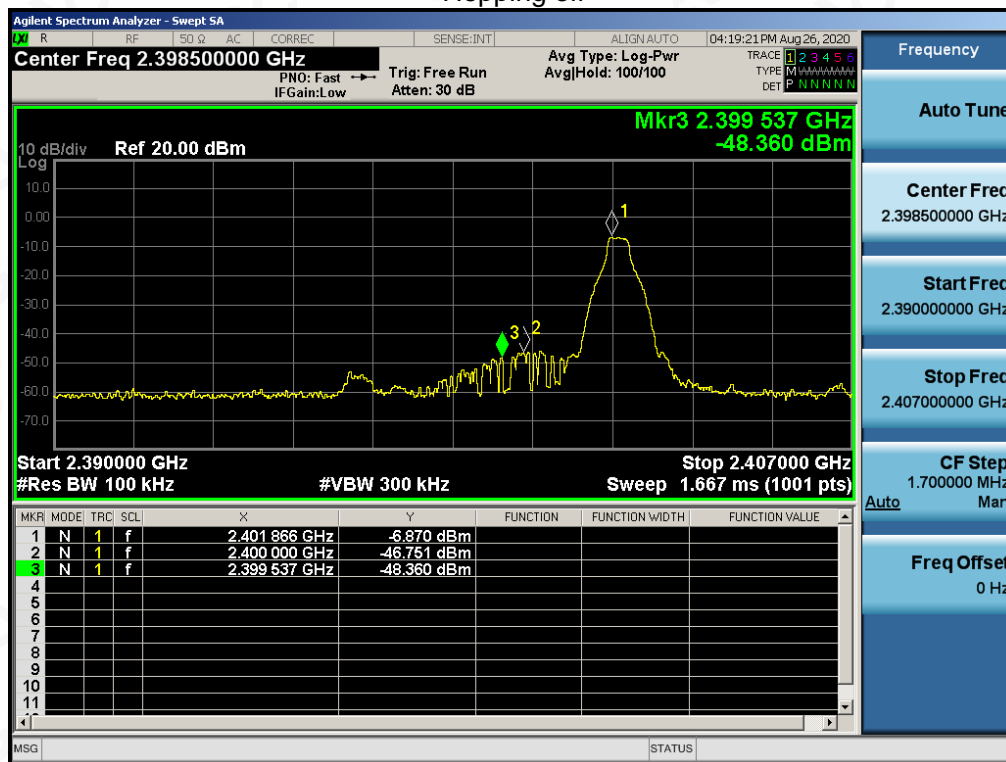 Agilent Spectrum Analyzer - Swept SA
LXI R RF 50 Ω AC CORREC SENSE:INT ALIGNAUTO 04:19:21PM Aug 26, 2020
Center Freq 2.398500000 GHz Avg Type: Log-Pwr TRACE 1 2 3 4 5 6
PNO: Fast Trig: Free Run Avg|Hold: 100/100 TYPE M
IFGain:Low Atten: 30 dB DET P N N N N N
Mkr3 2.399 537 GHz
-48.360 dBm
10 dB/div Ref 20.00 dBm
Log
10.0
0.00
-10.0
-20.0
-30.0
-40.0
-50.0
-60.0
-70.0
1
3 2
Start 2.390000 GHz Stop 2.407000 GHz
#Res BW 100 kHz #VBW 300 kHz Sweep 1.667 ms (1001 pts)
MKR MODE TRC SCL X Y FUNCTION FUNCTION WIDTH FUNCTION VALUE
1 N 1 f 2.401 866 GHz -6.870 dBm
2 N 1 f 2.400 000 GHz -46.751 dBm
3 N 1 f 2.399 537 GHz -48.360 dBm
4
5
6
7
8
9
10
11
MSG STATUS
Frequency
Auto Tune
Center Freq
2.398500000 GHz
Start Freq
2.390000000 GHz
Stop Freq
2.407000000 GHz
CF Step
1.700000 MHz
Auto Man
Freq Offset
0 Hz